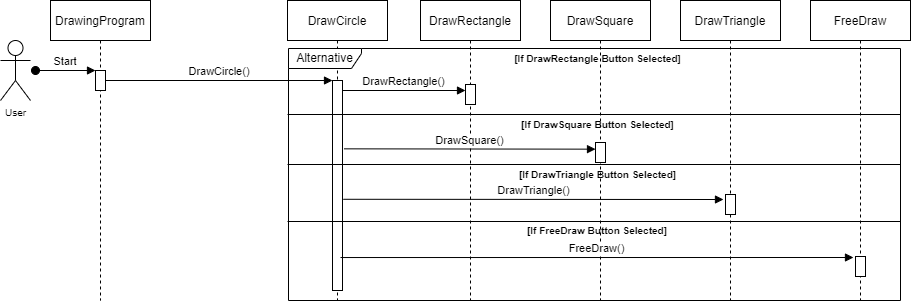 DrawingProgram
DrawCircle
DrawRectangle
DrawSquare
DrawTriangle
FreeDraw
Alternative
[If DrawRectangle Button Selected]
Start
DrawCircle()
DrawRectangle()
User
[If DrawSquare Button Selected]
DrawSquare()
[If DrawTriangle Button Selected]
DrawTriangle()
[If FreeDraw Button Selected]
FreeDraw()